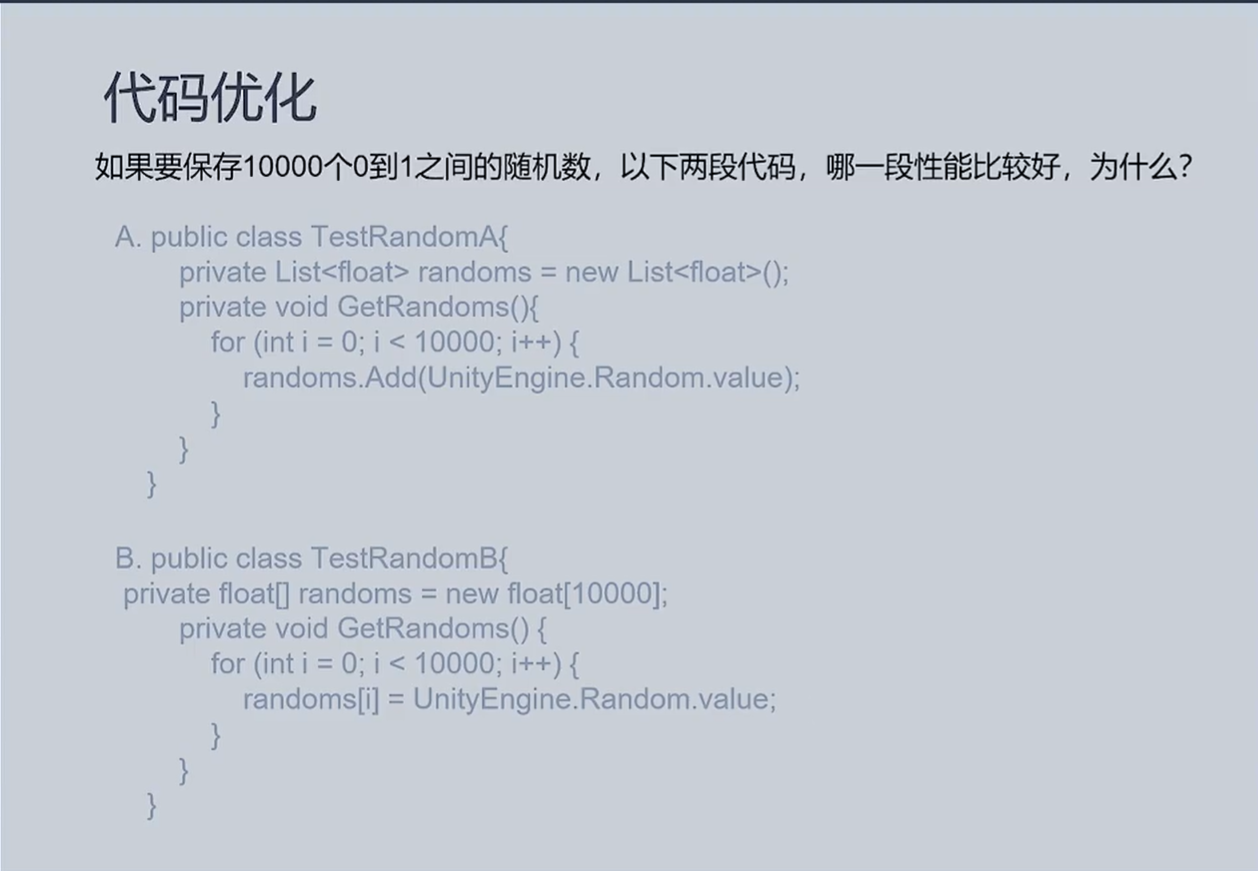 代码优化
如果要保存10000个0到1之间的随机数，以下两段代码，哪一段性能比较好，为什么？
A. public class TestRandomA{
private List<float> randoms = new List<float>();
private void GetRandoms(){
for (int i = 0; i < 10000; i++) {
randoms.Add(UnityEngine.Random.value);
}
}
}
B. public class TestRandomB{
private float[] randoms = new float[10000];
private void GetRandoms() {
for (int i = 0; i < 10000; i++) {
randoms[i] = UnityEngine.Random.value;
}
}
}